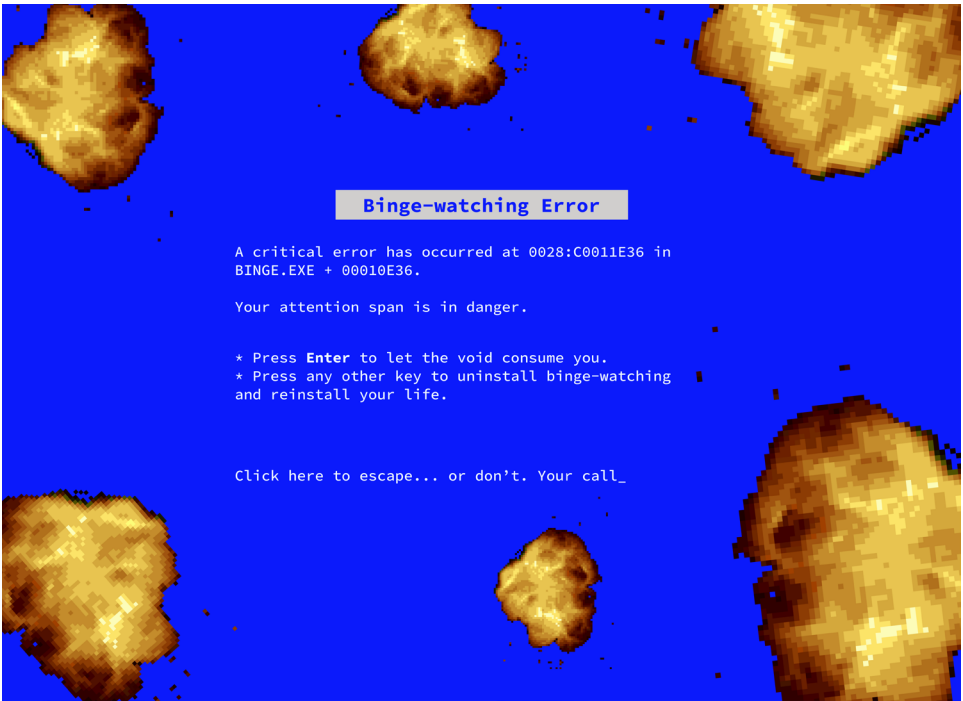 Binge-watching Error
A critical error has occurred at 0028:C0011E36 in
BINGE.EXE + 00010E36.
Your attention span is in danger.
* Press Enter to let the void consume you.
* Press any other key to uninstall binge-watching
and reinstall your life.
Click here to escape... or don’t. Your call_